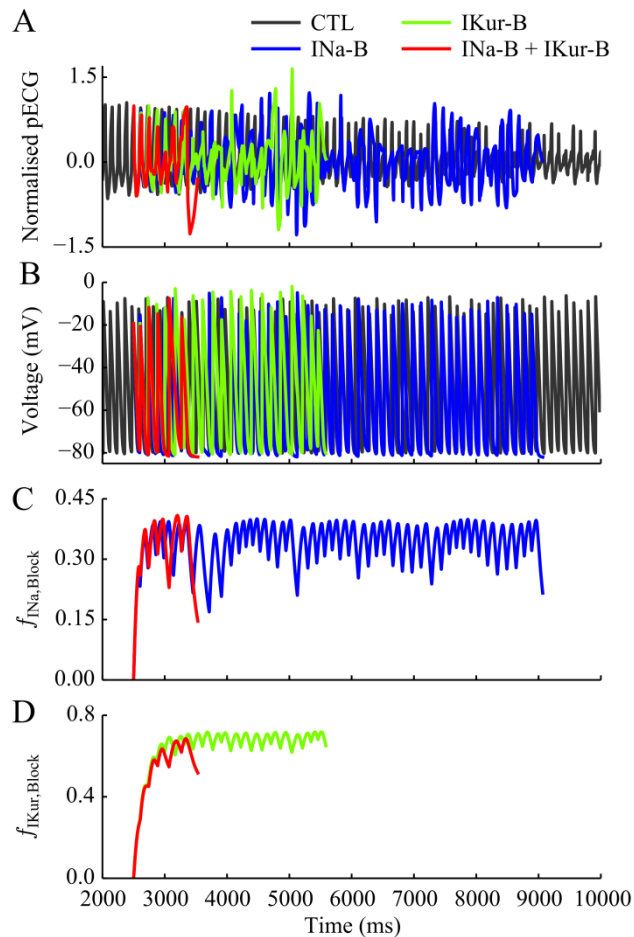 A
CTL
IKur-B
INa-B
INa-B + IKur-B
Normalised pECG
1.5
0.0
−1.5
B
Voltage (mV)
0
−20
−40
−60
−80
C
fINa,Block
0.45
0.30
0.15
0.00
D
fIKur,Block
0.8
0.4
0.0
2000 3000 4000 5000 6000 7000 8000 9000 10000
Time (ms)